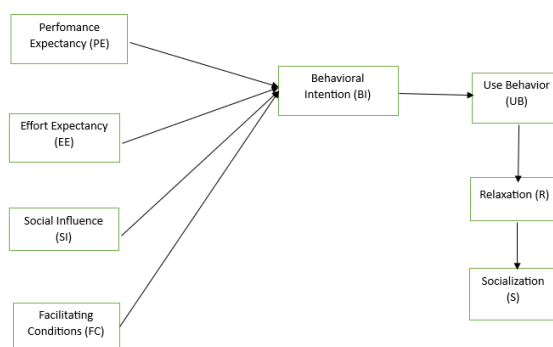 Perfomance
Expectancy (PE)
Behavioral
Intention (BI)
Use Behavior
(UB)
Effort Expectancy
(EE)
Relaxation (R)
Social Influence
(SI)
Socialization
(S)
Facilitating
Conditions (FC)